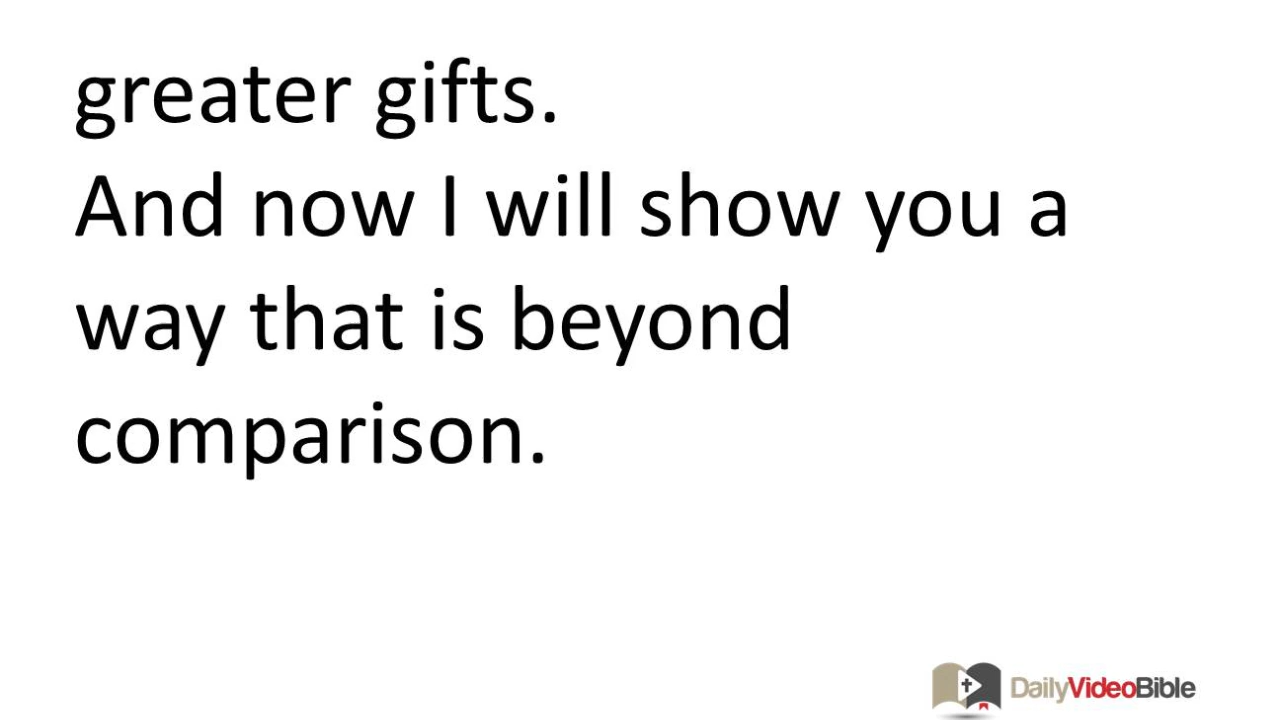 greater gifts.
And now I will show you a
way that is beyond
comparison.
DailyVideoBible